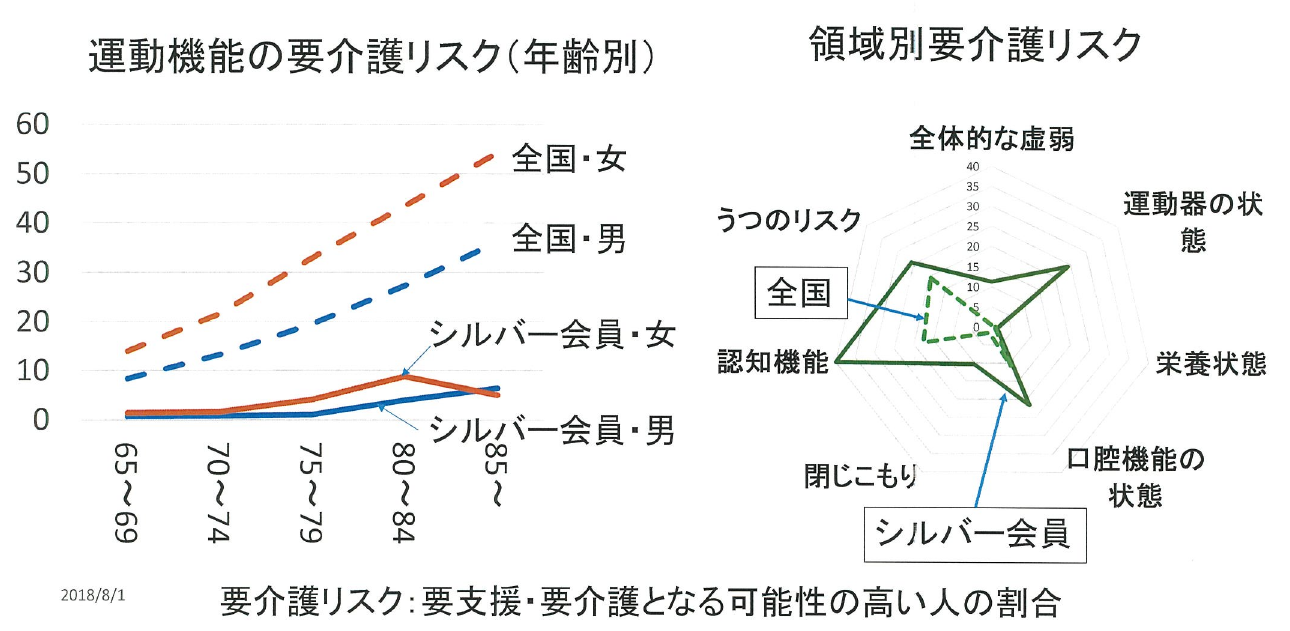 運動機能の要介護リスク(年齢別)
60
50
40
30
20
10
0
全国・女
全国・男
シルバー会員・女
シルバー会員・男
65~69
70~74
75~79
80~84
85~
領域別要介護リスク
全体的な虚弱
運動器の状
態
栄養状態
口腔機能の
状態
閉じこもり
認知機能
うつのリスク
40
35
30
25
20
15
10
5
0
全国
シルバー会員
2018/8/1
要介護リスク:要支援・要介護となる可能性の高い人の割合